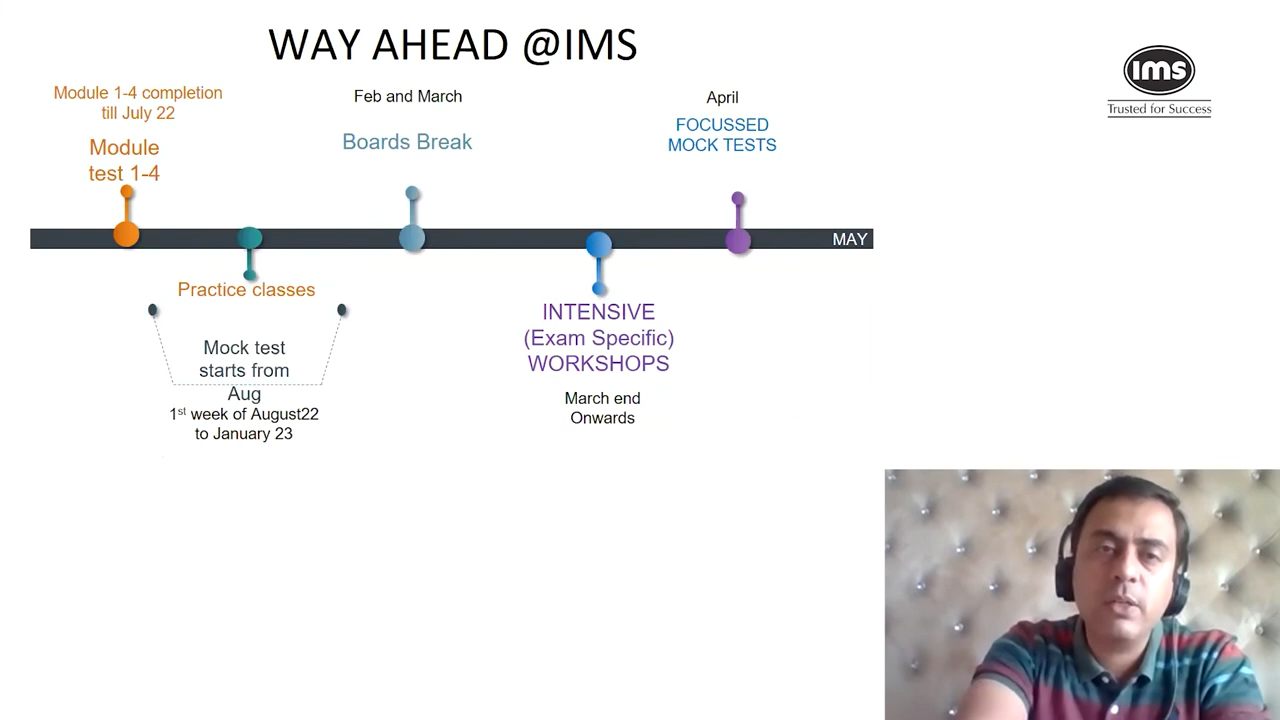 WAY AHEAD @IMS
ims
Trusted for Success
Module 1-4 completion
till July 22
Module
test 1-4
Feb and March
Boards Break
April
FOCUSSED
MOCK TESTS
MAY
Practice classes
Mock test
starts from
Aug
1st week of August22
to January 23
INTENSIVE
(Exam Specific)
WORKSHOPS
March end
Onwards